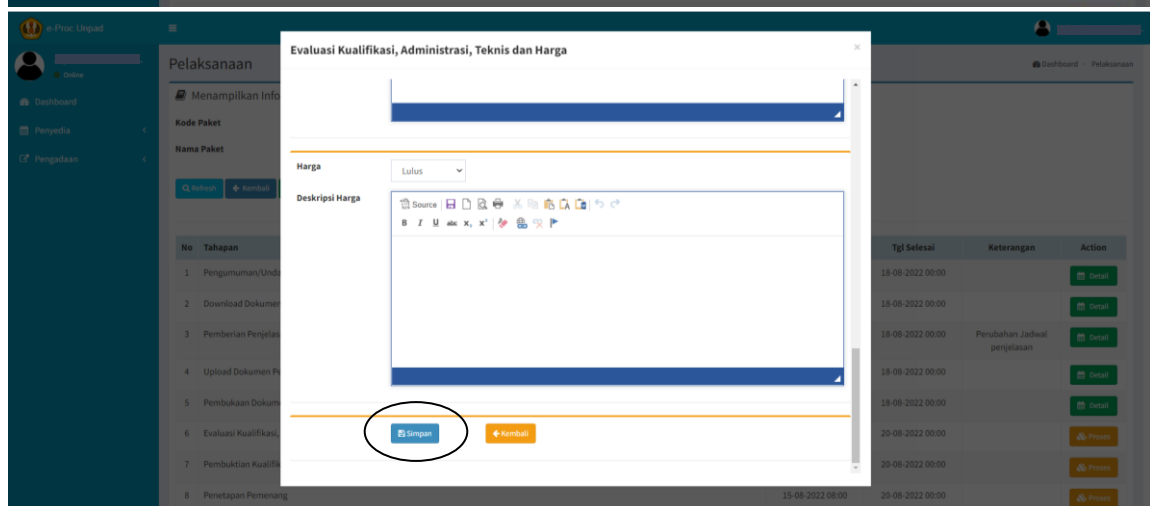 e-Proc Unpad
Online
Dashboard
Penyedia
Pengadaan
Pelaksanaan
Dashboard > Pelaksanaan
Menampilkan Info
Kode Paket
Nama Paket
Refresh
Kembali
Evaluasi Kualifikasi, Administrasi, Teknis dan Harga
×
Harga
Lulus
Deskripsi Harga
Source
B I U abc x, x²
Simpan
Kembali
No Tahapan Tgl Selesai Keterangan Action
1 Pengumuman/Unda 18-08-2022 00:00 Detail
2 Download Dokumen 18-08-2022 00:00 Detail
3 Pemberian Penjelas 18-08-2022 00:00 Perubahan Jadwal penjelasan Detail
4 Upload Dokumen Pe 18-08-2022 00:00 Detail
5 Pembukaan Dokume 18-08-2022 00:00 Detail
6 Evaluasi Kualifikasi, 20-08-2022 00:00 Proses
7 Pembuktian Kualifik 20-08-2022 00:00 Proses
8 Penetapan Pemenang 15-08-2022 08:00 20-08-2022 00:00 Proses